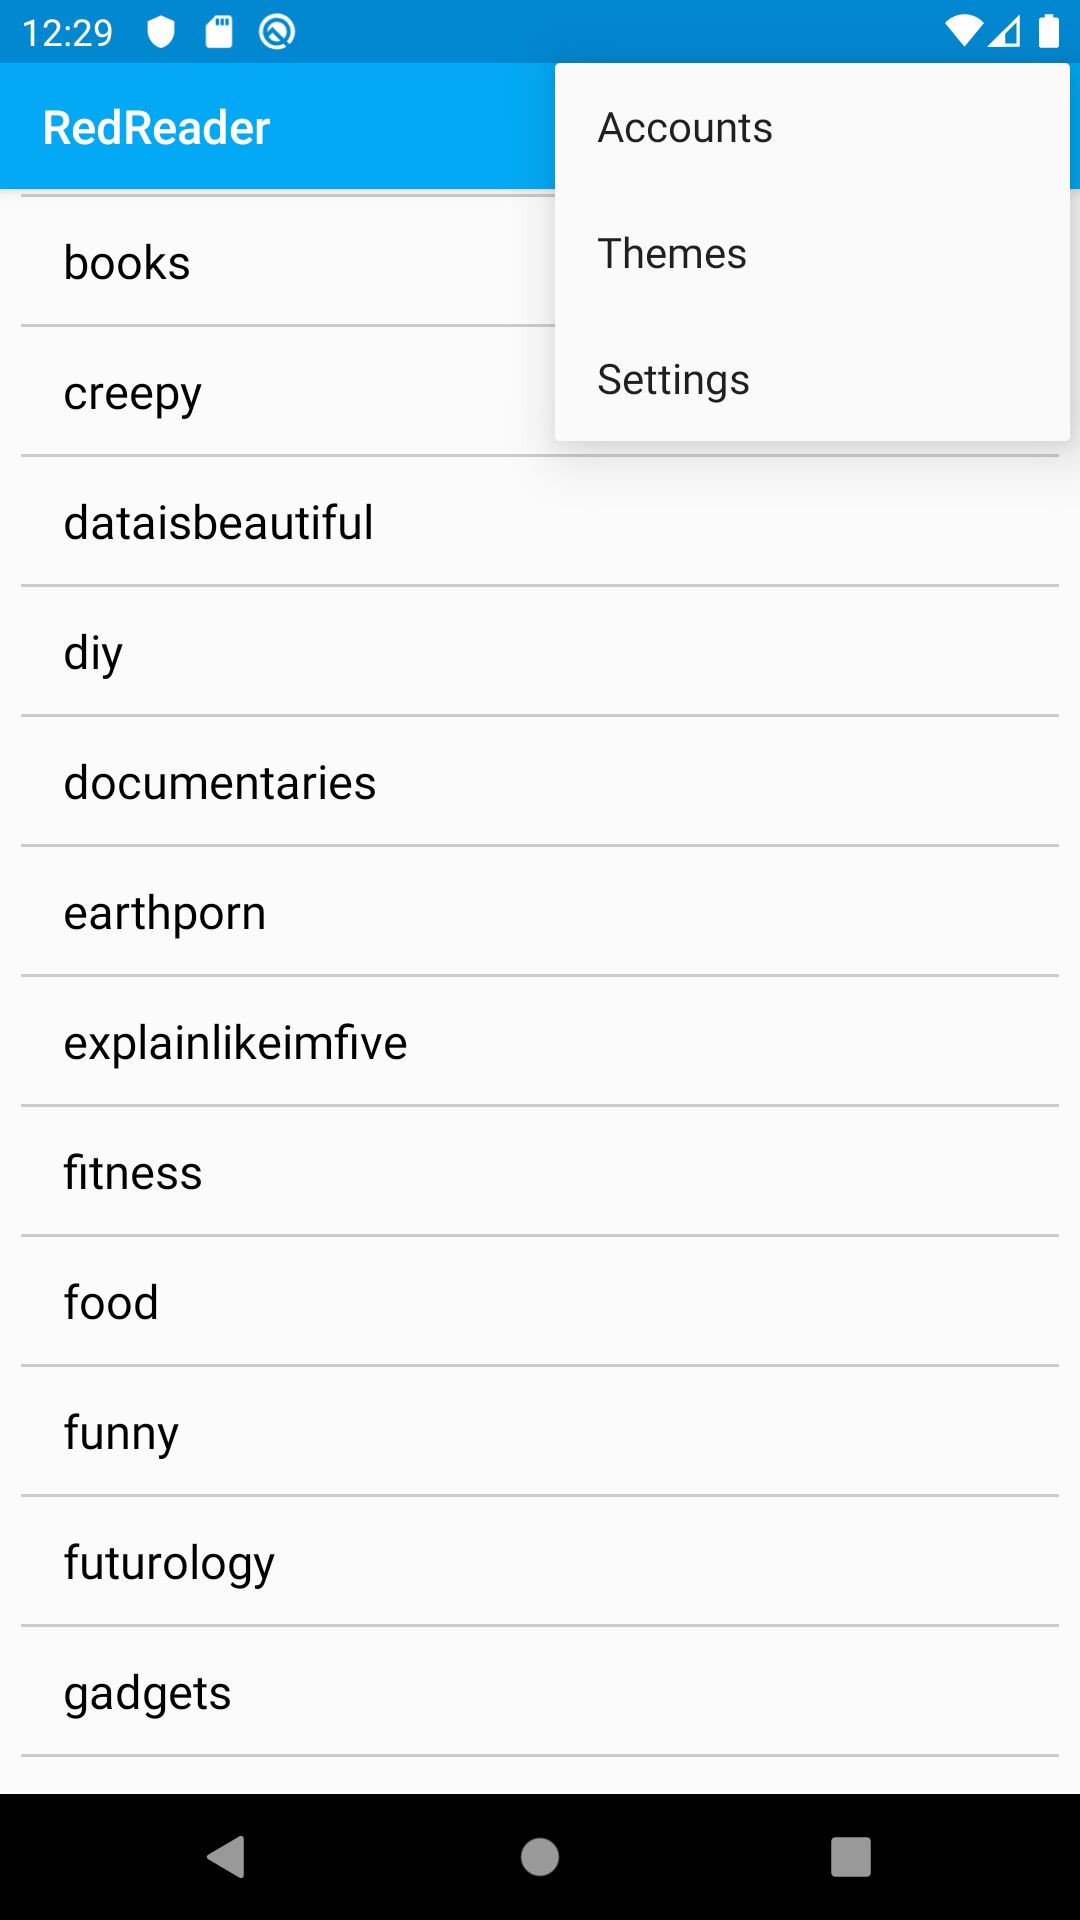 12:29
RedReader
Accounts
Themes
Settings
books
creepy
dataisbeautiful
diy
documentaries
earthporn
explainlikeimfive
fitness
food
funny
futurology
gadgets